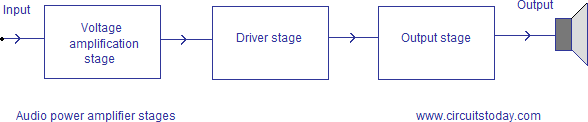 Input
Output
Voltage
amplification
stage
Driver stage
Output stage
Audio power amplifier stages
www.circuitstoday.com